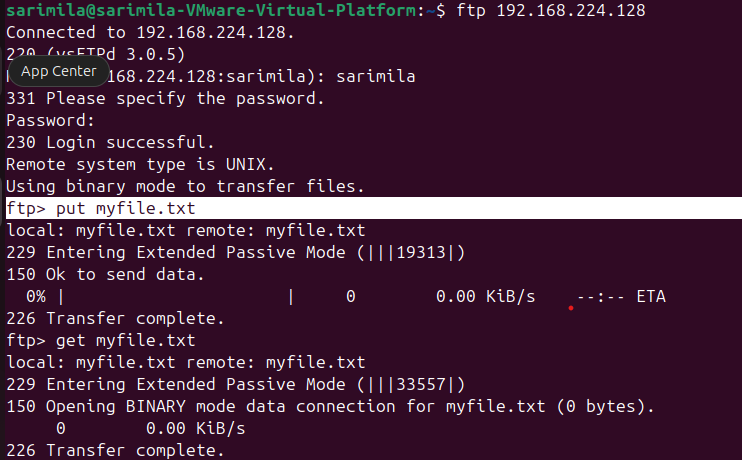 sarimila@sarimila-VMware-Virtual-Platform:~$ ftp 192.168.224.128
Connected to 192.168.224.128.
220 (vsFTPd 3.0.5)
App Center
168.224.128:sarimila): sarimila
331 Please specify the password.
Password:
230 Login successful.
Remote system type is UNIX.
Using binary mode to transfer files.
ftp> put myfile.txt
local: myfile.txt remote: myfile.txt
229 Entering Extended Passive Mode (|||19313|)
150 Ok to send data.
0% | | 0 0.00 KiB/s --:-- ETA
226 Transfer complete.
ftp> get myfile.txt
local: myfile.txt remote: myfile.txt
229 Entering Extended Passive Mode (|||33557|)
150 Opening BINARY mode data connection for myfile.txt (0 bytes).
0 0.00 KiB/s
226 Transfer complete.